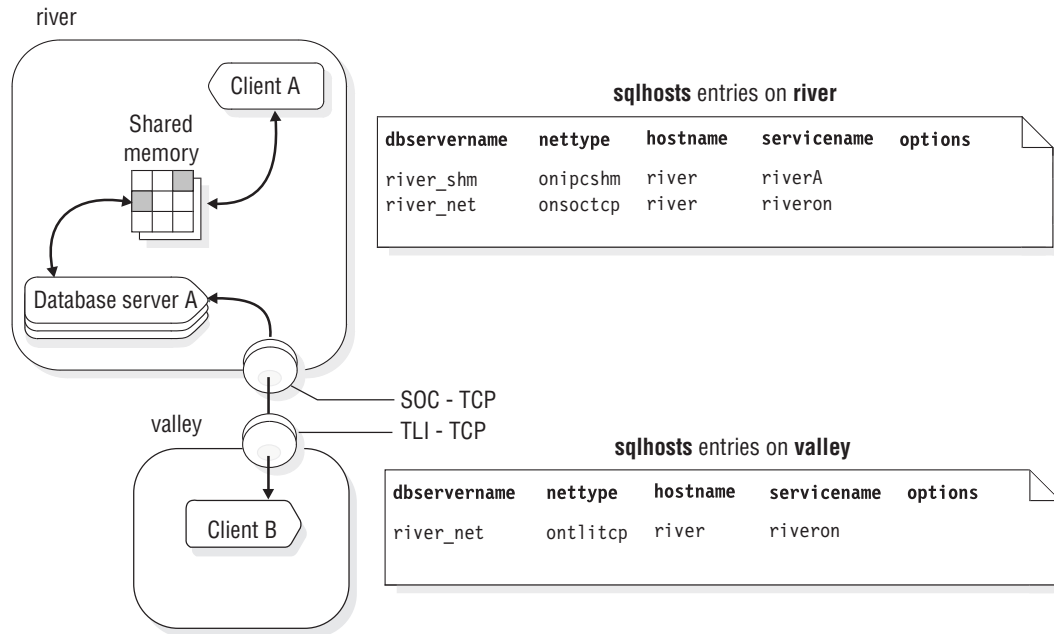 river
Client A
Shared
memory
Database server A
SOC - TCP
TLI - TCP
valley
Client B
sqlhosts entries on river
dbservername nettype hostname servicename options
river_shm onipcshm river riverA
river_net onsoctcp river riveron
sqlhosts entries on valley
dbservername nettype hostname servicename options
river_net ontlitcp river riveron